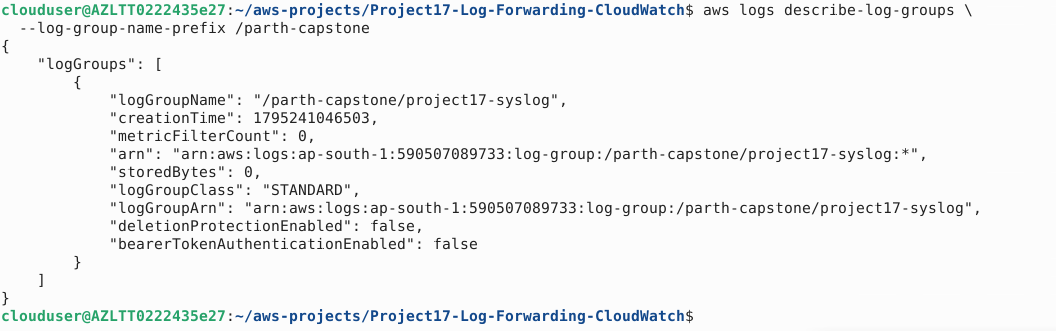 clouduser@AZLTT0222435e27:~/aws-projects/Project17-Log-Forwarding-CloudWatch$ aws logs describe-log-groups \
  --log-group-name-prefix /parth-capstone
{
    "logGroups": [
        {
            "logGroupName": "/parth-capstone/project17-syslog",
            "creationTime": 1795241046503,
            "metricFilterCount": 0,
            "arn": "arn:aws:logs:ap-south-1:590507089733:log-group:/parth-capstone/project17-syslog:*",
            "storedBytes": 0,
            "logGroupClass": "STANDARD",
            "logGroupArn": "arn:aws:logs:ap-south-1:590507089733:log-group:/parth-capstone/project17-syslog",
            "deletionProtectionEnabled": false,
            "bearerTokenAuthenticationEnabled": false
        }
    ]
}
clouduser@AZLTT0222435e27:~/aws-projects/Project17-Log-Forwarding-CloudWatch$